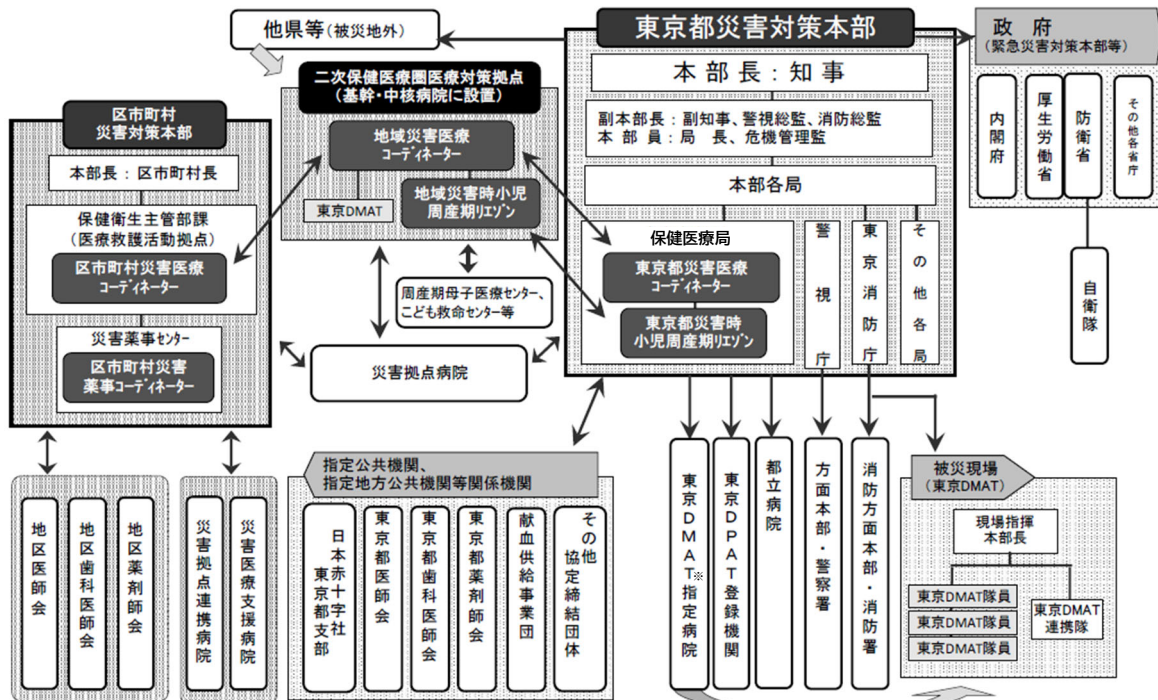 他県等(被災地外)
東京都災害対策本部
政　府
(緊急災害対策本部等)
内閣府
厚生労働省
防衛省
その他各省庁
自衛隊
本部長：知事
副本部長：副知事、警視総監、消防総監
本 部 員：局　長、危機管理監
本部各局
保健医療局
東京都災害医療
コーディネーター
東京都災害時
小児周産期リエゾン
警視庁
東京消防庁
その他各局
二次保健医療圏医療対策拠点
(基幹・中核病院に設置)
地域災害医療
コーディネーター
東京DMAT
地域災害時小児
周産期リエゾン
周産期母子医療センター、
こども救命センター等
災害拠点病院
区市町村
災害対策本部
本部長：区市町村長
保健衛生主管部課
(医療救護活動拠点)
区市町村災害医療
コーディネーター
災害薬事センター
区市町村災害
薬事コーディネーター
地区医師会
地区歯科医師会
地区薬剤師会
災害拠点連携病院
災害医療支援病院
指定公共機関、
指定地方公共機関等関係機関
日本赤十字社
東京都支部
東京都医師会
東京都歯科医師会
東京都薬剤師会
献血供給事業団
その他
協定締結団体
東京DMAT※指定病院
東京DPAT登録機関
都立病院
方面本部・警察署
消防方面本部・消防署
被災現場
(東京DMAT)
現場指揮
本部長
東京DMAT隊員
東京DMAT隊員
東京DMAT隊員
東京DMAT
連携隊